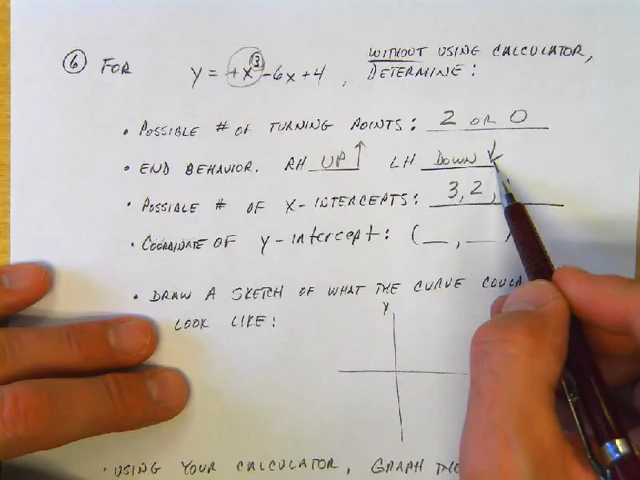 ⑥ FOR y = +x³ - 6x + 4 , WITHOUT USING CALCULATOR, DETERMINE :
• POSSIBLE # OF TURNING POINTS : 2 OR 0
• END BEHAVIOR. RH UP ↑ LH DOWN ↓
• POSSIBLE # OF X-INTERCEPTS : 3, 2,
• COORDINATE OF Y-INTERCEPT : ( __ , __ )
• DRAW A SKETCH OF WHAT THE CURVE
LOOK LIKE :
y
• USING YOUR CALCULATOR, GRAPH